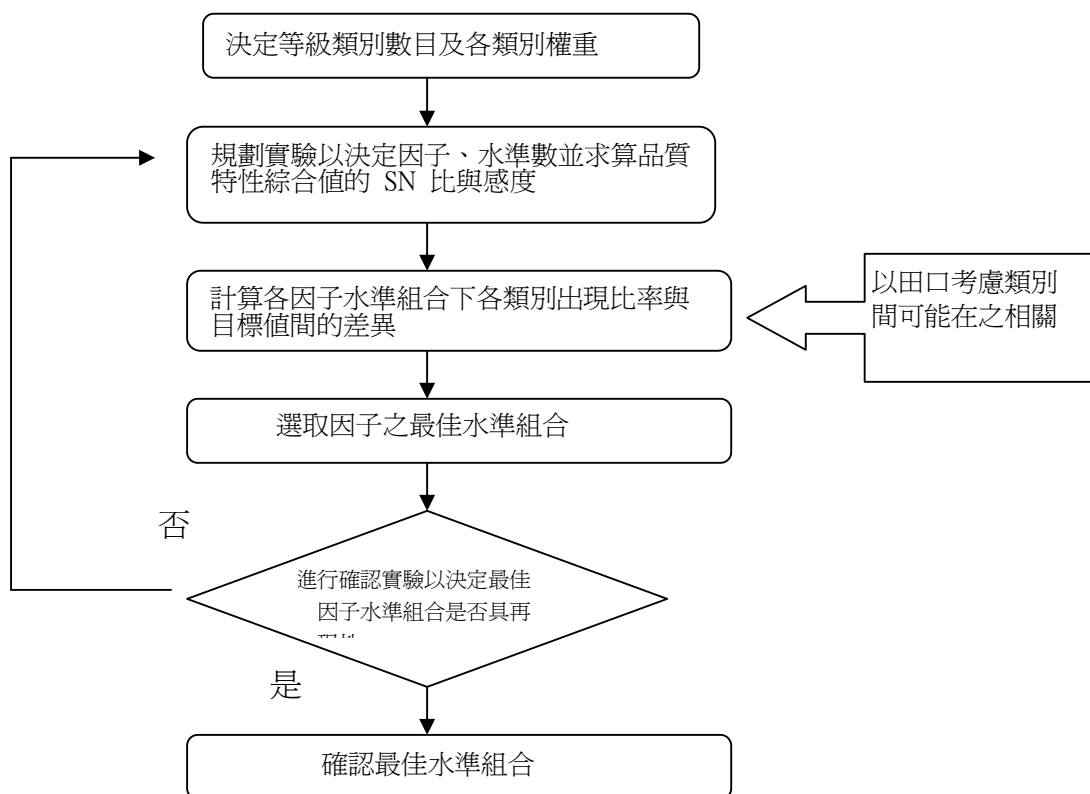 決定等級類別數目及各類別權重
規劃實驗以決定因子、水準數並求算品質
特性綜合值的 SN 比與感度
計算各因子水準組合下各類別出現比率與
目標值間的差異
以田口考慮類別
間可能在之相關
選取因子之最佳水準組合
否
進行確認實驗以決定最佳
因子水準組合是否具再
是
確認最佳水準組合